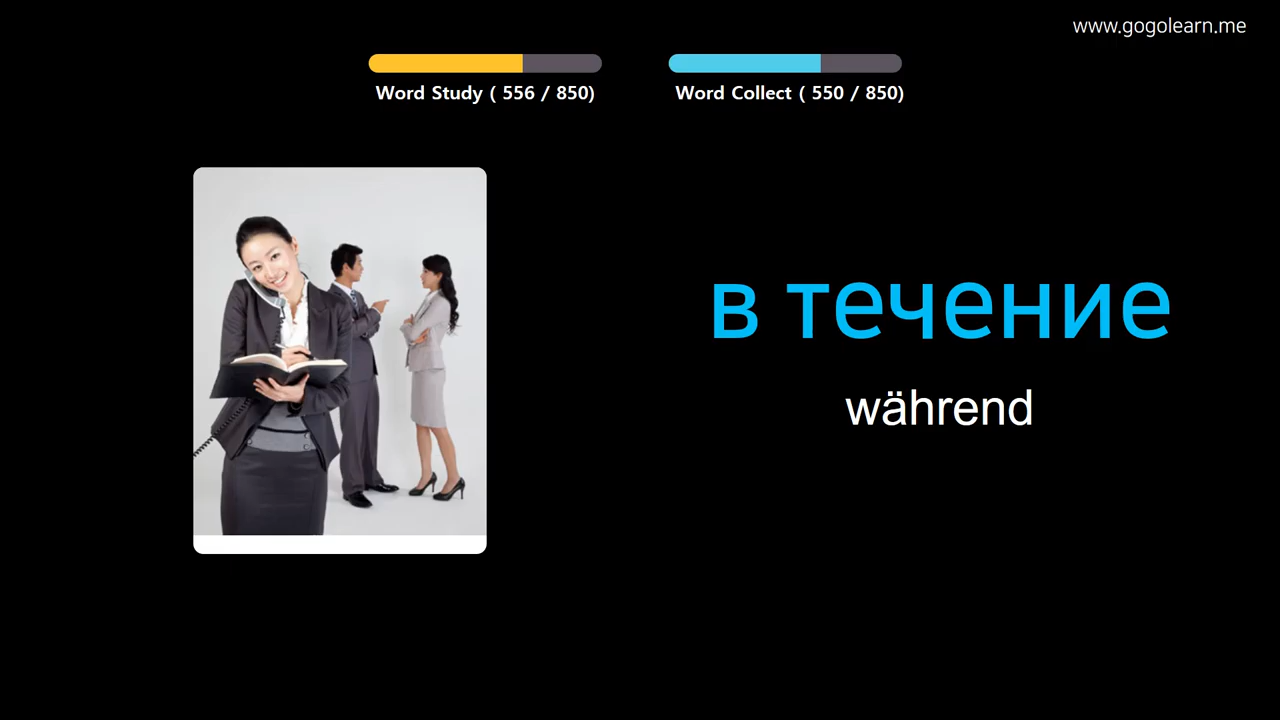 www.gogolearn.me
Word Study ( 556 / 850)
Word Collect ( 550 / 850)
в течение
während